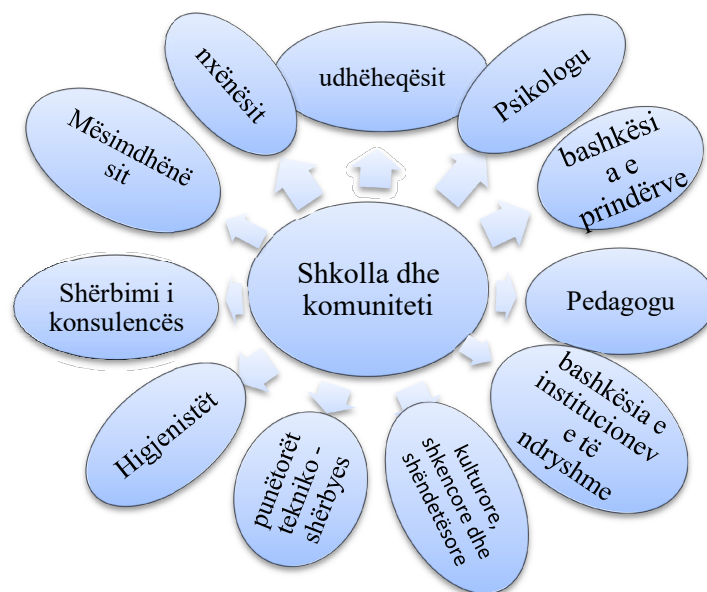 udhëheqësit
Psikologu
bashkësi
a e
prindërve
Pedagogu
bashkësia e
institucionev
e të
ndryshme
kulturore,
shkencore dhe
shëndetësore
punëtorët
tekniko -
shërbyes
Higjenistët
Shërbimi i
konsulencës
Mësimdhënë
sit
nxënësit
Shkolla dhe
komuniteti